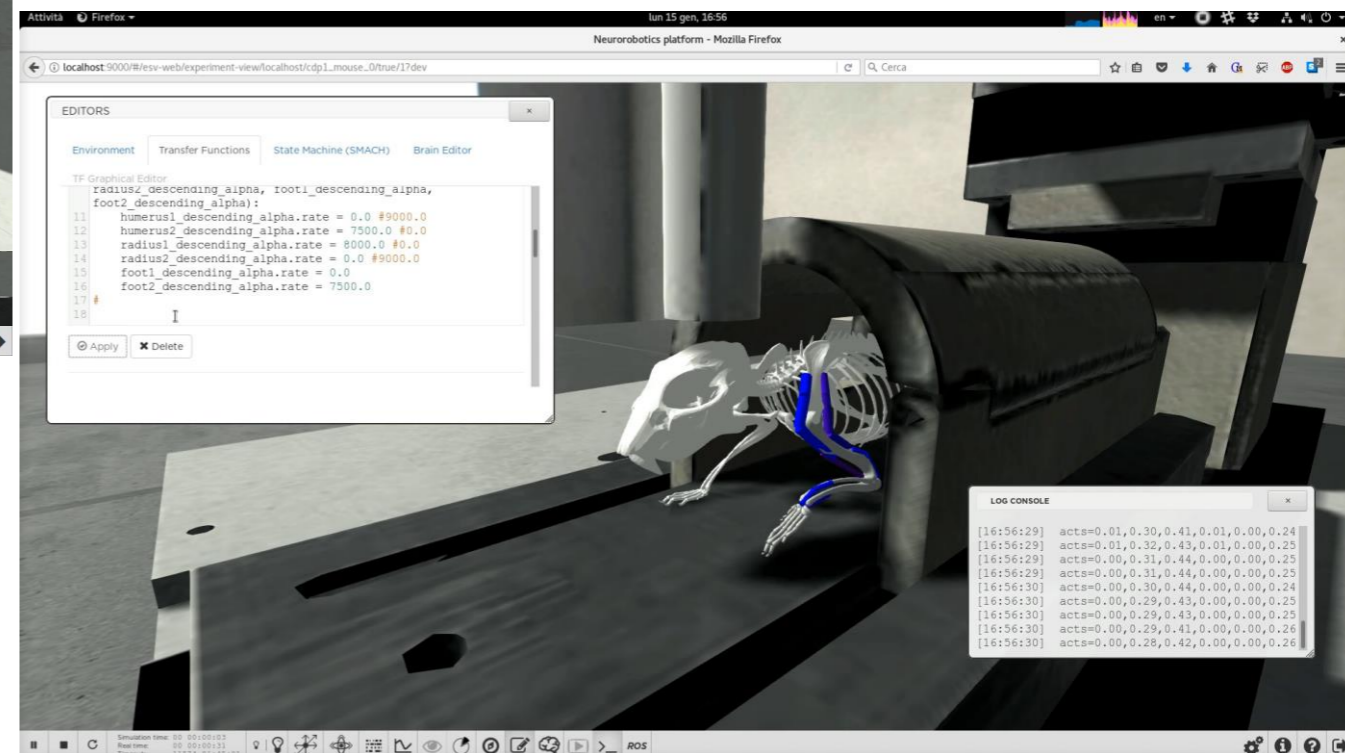 Attività Firefox lun 15 gen, 16:56 en
Neurorobotics platform - Mozilla Firefox
localhost:9000/#/esv-web/experiment-view/localhost/cdp1_mouse_0/true/1?dev Cerca
EDITORS
Environment Transfer Functions State Machine (SMACH) Brain Editor
TF Graphical Editor
radius2_descending_alpha, foot1_descending_alpha,
foot2_descending_alpha):
11 humerus1_descending_alpha.rate = 0.0 #9000.0
12 humerus2_descending_alpha.rate = 7500.0 #0.0
13 radius1_descending_alpha.rate = 8000.0 #0.0
14 radius2_descending_alpha.rate = 0.0 #9000.0
15 foot1_descending_alpha.rate = 0.0
16 foot2_descending_alpha.rate = 7500.0
17 #
18
Apply Delete
LOG CONSOLE
[16:56:29] acts=0.01,0.30,0.41,0.01,0.00,0.24
[16:56:29] acts=0.01,0.32,0.43,0.01,0.00,0.25
[16:56:29] acts=0.00,0.31,0.44,0.00,0.00,0.25
[16:56:29] acts=0.00,0.31,0.44,0.00,0.00,0.25
[16:56:30] acts=0.00,0.30,0.44,0.00,0.00,0.24
[16:56:30] acts=0.00,0.29,0.43,0.00,0.00,0.25
[16:56:30] acts=0.00,0.29,0.43,0.00,0.00,0.25
[16:56:30] acts=0.00,0.29,0.41,0.00,0.00,0.26
[16:56:30] acts=0.00,0.28,0.42,0.00,0.00,0.26
Simulation time: 00 00:00:03
Real time: 00 00:00:31
ROS